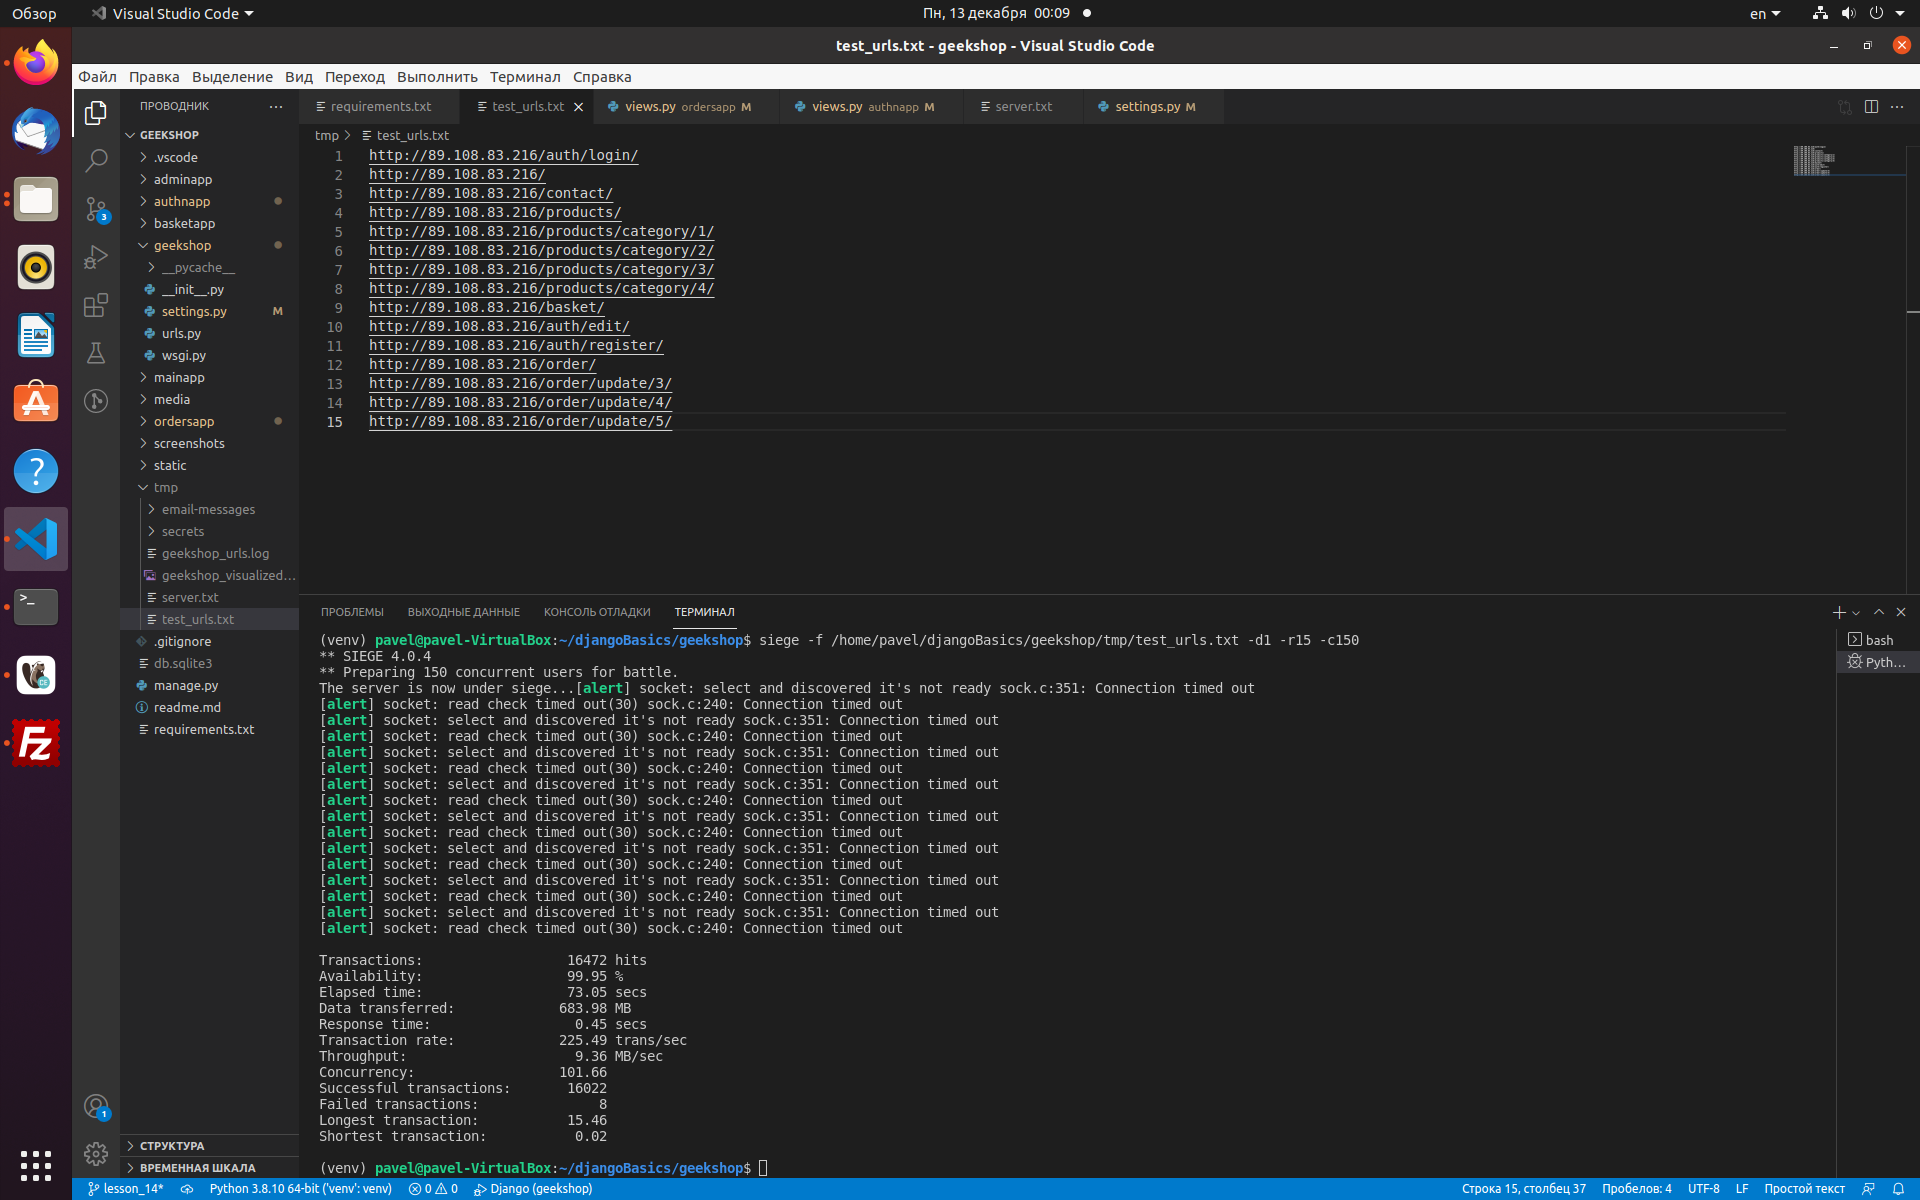 Обзор
Visual Studio Code
Пн, 13 декабря 00:09
en
test_urls.txt - geekshop - Visual Studio Code
Файл Правка Выделение Вид Переход Выполнить Терминал Справка
ПРОВОДНИК
requirements.txt
test_urls.txt
views.py ordersapp M
views.py authnapp M
server.txt
settings.py M
tmp > test_urls.txt
GEEKSHOP
.vscode
adminapp
authnapp
basketapp
geekshop
__pycache__
__init__.py
settings.py M
urls.py
wsgi.py
mainapp
media
ordersapp
screenshots
static
tmp
email-messages
secrets
geekshop_urls.log
geekshop_visualized...
server.txt
test_urls.txt
.gitignore
db.sqlite3
manage.py
readme.md
requirements.txt
СТРУКТУРА
ВРЕМЕННАЯ ШКАЛА
3
1
1 http://89.108.83.216/auth/login/
2 http://89.108.83.216/
3 http://89.108.83.216/contact/
4 http://89.108.83.216/products/
5 http://89.108.83.216/products/category/1/
6 http://89.108.83.216/products/category/2/
7 http://89.108.83.216/products/category/3/
8 http://89.108.83.216/products/category/4/
9 http://89.108.83.216/basket/
10 http://89.108.83.216/auth/edit/
11 http://89.108.83.216/auth/register/
12 http://89.108.83.216/order/
13 http://89.108.83.216/order/update/3/
14 http://89.108.83.216/order/update/4/
15 http://89.108.83.216/order/update/5/
ПРОБЛЕМЫ ВЫХОДНЫЕ ДАННЫЕ КОНСОЛЬ ОТЛАДКИ ТЕРМИНАЛ
bash
Pyth...
(venv) pavel@pavel-VirtualBox:~/djangoBasics/geekshop$ siege -f /home/pavel/djangoBasics/geekshop/tmp/test_urls.txt -d1 -r15 -c150
** SIEGE 4.0.4
** Preparing 150 concurrent users for battle.
The server is now under siege...[alert] socket: select and discovered it's not ready sock.c:351: Connection timed out
[alert] socket: read check timed out(30) sock.c:240: Connection timed out
[alert] socket: select and discovered it's not ready sock.c:351: Connection timed out
[alert] socket: read check timed out(30) sock.c:240: Connection timed out
[alert] socket: select and discovered it's not ready sock.c:351: Connection timed out
[alert] socket: read check timed out(30) sock.c:240: Connection timed out
[alert] socket: select and discovered it's not ready sock.c:351: Connection timed out
[alert] socket: read check timed out(30) sock.c:240: Connection timed out
[alert] socket: select and discovered it's not ready sock.c:351: Connection timed out
[alert] socket: read check timed out(30) sock.c:240: Connection timed out
[alert] socket: select and discovered it's not ready sock.c:351: Connection timed out
[alert] socket: read check timed out(30) sock.c:240: Connection timed out
[alert] socket: select and discovered it's not ready sock.c:351: Connection timed out
[alert] socket: read check timed out(30) sock.c:240: Connection timed out
[alert] socket: select and discovered it's not ready sock.c:351: Connection timed out
[alert] socket: read check timed out(30) sock.c:240: Connection timed out
Transactions: 16472 hits
Availability: 99.95 %
Elapsed time: 73.05 secs
Data transferred: 683.98 MB
Response time: 0.45 secs
Transaction rate: 225.49 trans/sec
Throughput: 9.36 MB/sec
Concurrency: 101.66
Successful transactions: 16022
Failed transactions: 8
Longest transaction: 15.46
Shortest transaction: 0.02
(venv) pavel@pavel-VirtualBox:~/djangoBasics/geekshop$
lesson_14* Python 3.8.10 64-bit ('venv': venv) 0 0 Django (geekshop)
Строка 15, столбец 37 Пробелов: 4 UTF-8 LF Простой текст